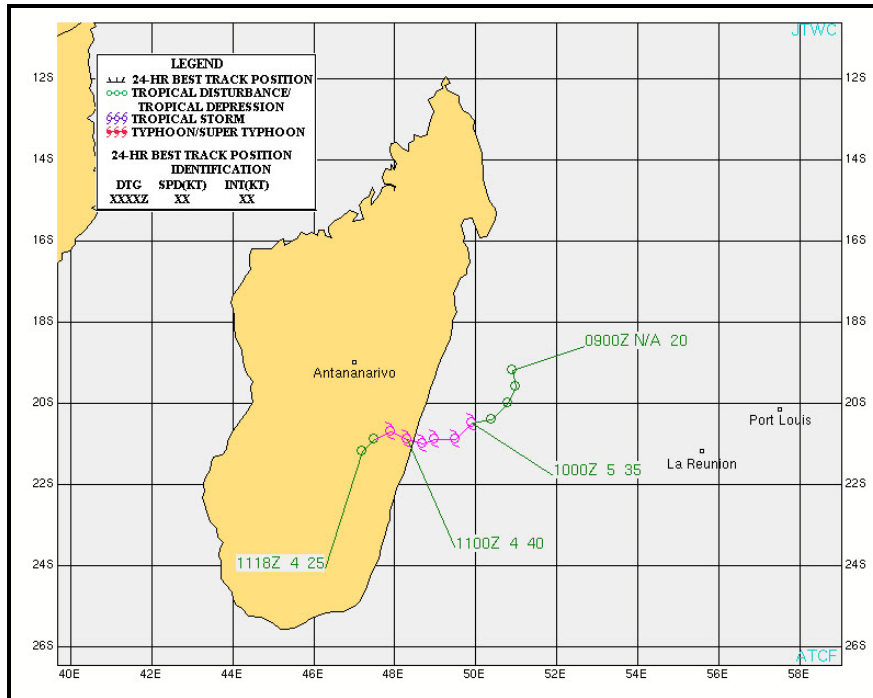 JTWC
LEGEND
24-HR BEST TRACK POSITION
TROPICAL DISTURBANCE/
TROPICAL DEPRESSION
TROPICAL STORM
TYPHOON/SUPER TYPHOON
24-HR BEST TRACK POSITION
IDENTIFICATION
DTG SPD(KT) INT(KT)
XXXXZ XX XX
12S 12S
14S 14S
16S 16S
18S 18S
0900Z N/A 20
Antananarivo
20S 20S
Port Louis
La Reunion
1000Z 5 35
22S 22S
1100Z 4 40
1118Z 4 25
24S 24S
26S 26S
ATCF
40E 42E 44E 46E 48E 50E 52E 54E 56E 58E